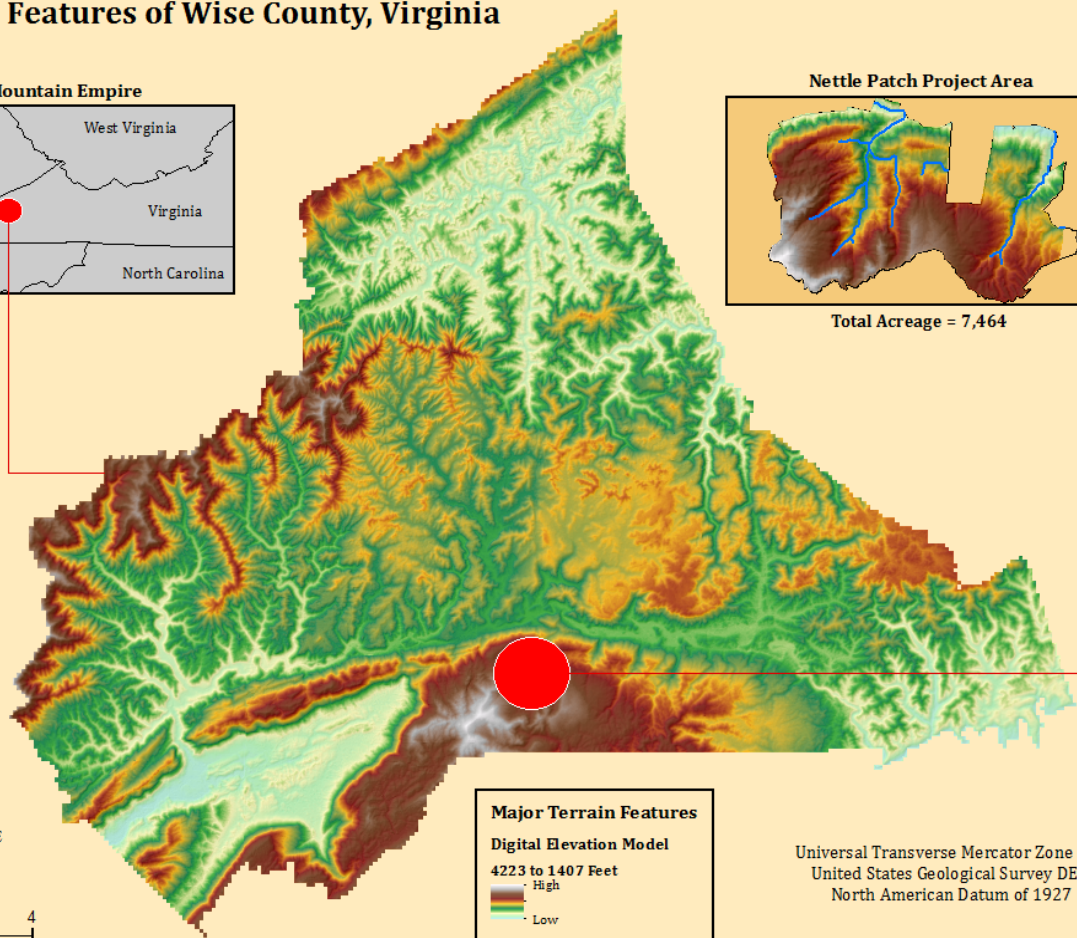 Features of Wise County, Virginia
Mountain Empire
West Virginia
Virginia
North Carolina
Nettle Patch Project Area
Total Acreage = 7,464
Major Terrain Features
Digital Elevation Model
4223 to 1407 Feet
High
Low
Universal Transverse Mercator Zone
United States Geological Survey DE
North American Datum of 1927
4